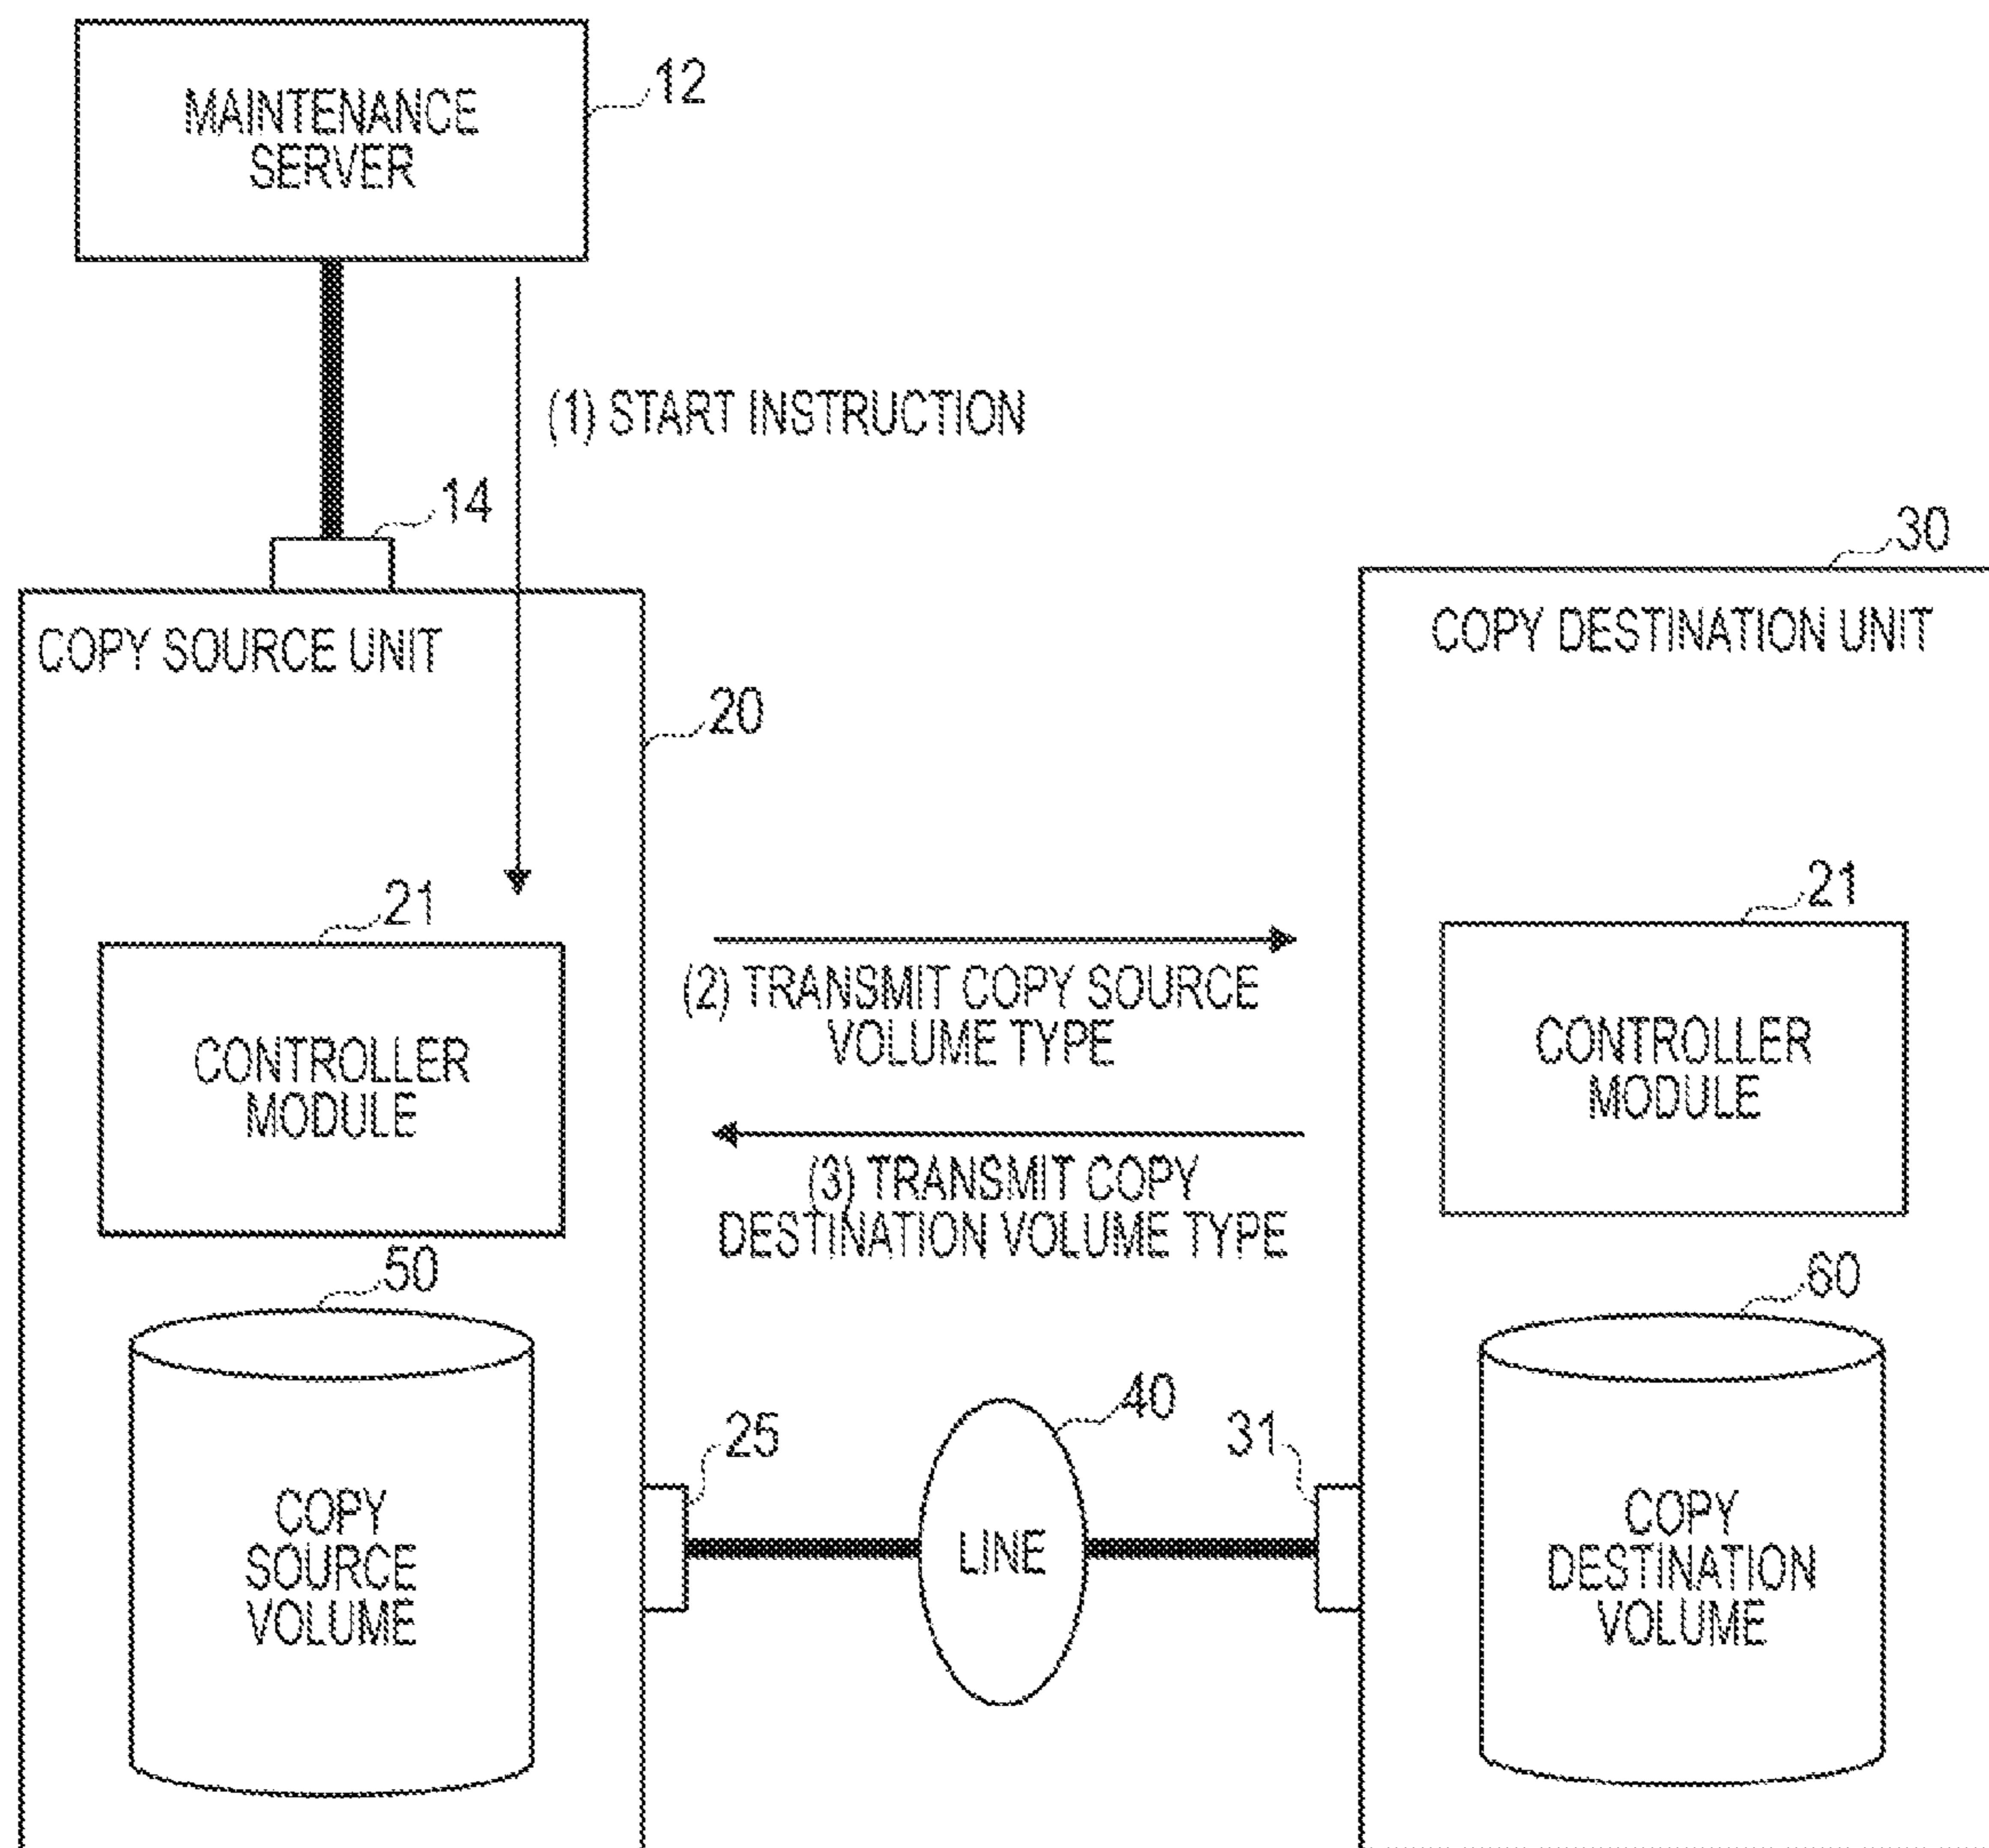 MAINTENANCE
SERVER
12
(1) START INSTRUCTION
14
30
COPY SOURCE UNIT
COPY DESTINATION UNIT
20
21
21
(2) TRANSMIT COPY SOURCE
VOLUME TYPE
CONTROLLER
MODULE
CONTROLLER
MODULE
(3) TRANSMIT COPY
DESTINATION VOLUME TYPE
50
60
40
25
31
COPY
SOURCE
VOLUME
LINE
COPY
DESTINATION
VOLUME